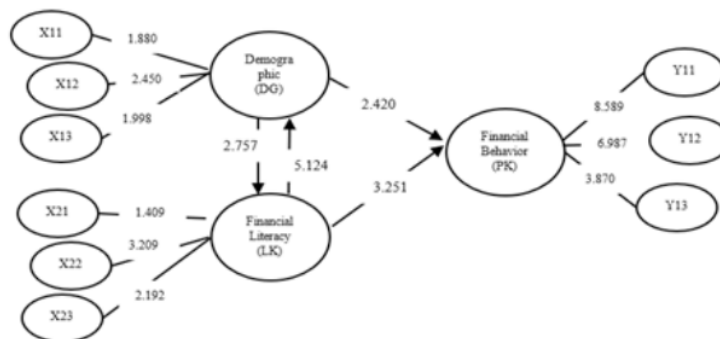 X11
1.880
X12
2.450
X13
1.998
Demogra
phic
(DG)
2.757
5.124
2.420
3.251
X21
1.409
X22
3.209
X23
2.192
Financial
Literacy
(LK)
Financial
Behavior
(PK)
8.589
6.987
3.870
Y11
Y12
Y13